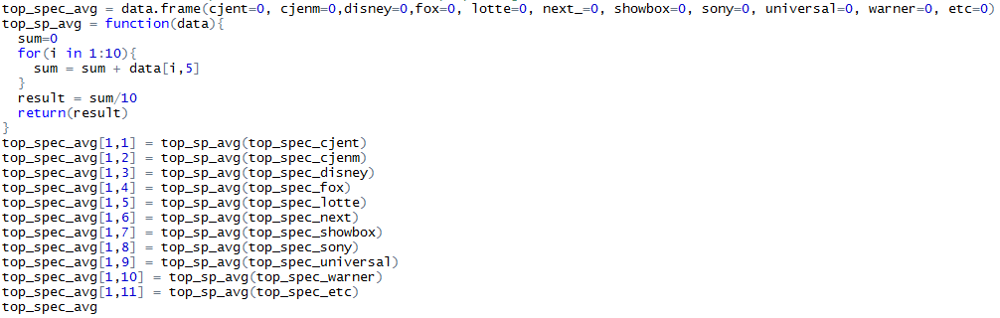 top_spec_avg = data.frame(cjent=0, cjenm=0,disney=0,fox=0, lotte=0, next_=0, showbox=0, sony=0, universal=0, warner=0, etc=0)
top_sp_avg = function(data){
  sum=0
  for(i in 1:10){
    sum = sum + data[i,5]
  }
  result = sum/10
  return(result)
}
top_spec_avg[1,1] = top_sp_avg(top_spec_cjent)
top_spec_avg[1,2] = top_sp_avg(top_spec_cjenm)
top_spec_avg[1,3] = top_sp_avg(top_spec_disney)
top_spec_avg[1,4] = top_sp_avg(top_spec_fox)
top_spec_avg[1,5] = top_sp_avg(top_spec_lotte)
top_spec_avg[1,6] = top_sp_avg(top_spec_next)
top_spec_avg[1,7] = top_sp_avg(top_spec_showbox)
top_spec_avg[1,8] = top_sp_avg(top_spec_sony)
top_spec_avg[1,9] = top_sp_avg(top_spec_universal)
top_spec_avg[1,10] = top_sp_avg(top_spec_warner)
top_spec_avg[1,11] = top_sp_avg(top_spec_etc)
top_spec_avg